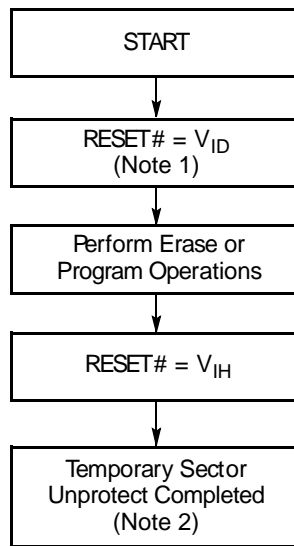 START
RESET# = VID
(Note 1)
Perform Erase or
Program Operations
RESET# = VIH
Temporary Sector
Unprotect Completed
(Note 2)